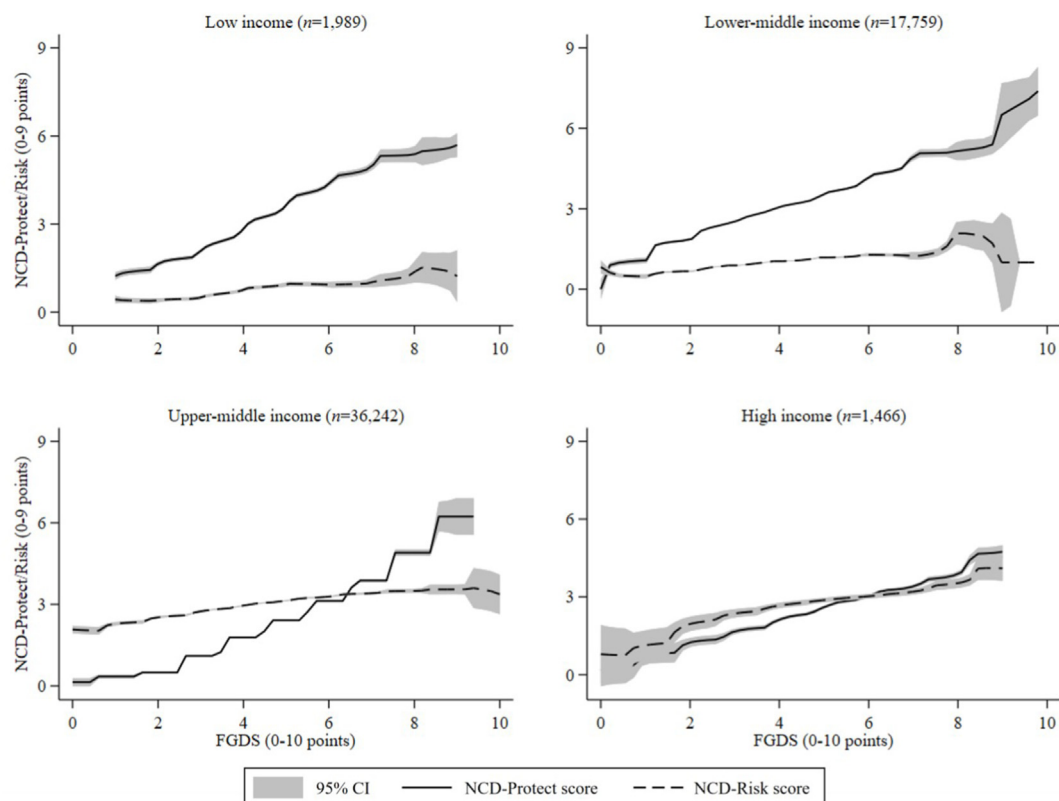 Low income (n=1,989)
Lower-middle income (n=17,759)
NCD-Protect/Risk (0-9 points)
9
6
3
0
0 2 4 6 8 10
9
6
3
0
0 2 4 6 8 10
Upper-middle income (n=36,242)
High income (n=1,466)
NCD-Protect/Risk (0-9 points)
9
6
3
0
0 2 4 6 8 10
9
6
3
0
0 2 4 6 8 10
FGDS (0-10 points)
FGDS (0-10 points)
95% CI NCD-Protect score NCD-Risk score